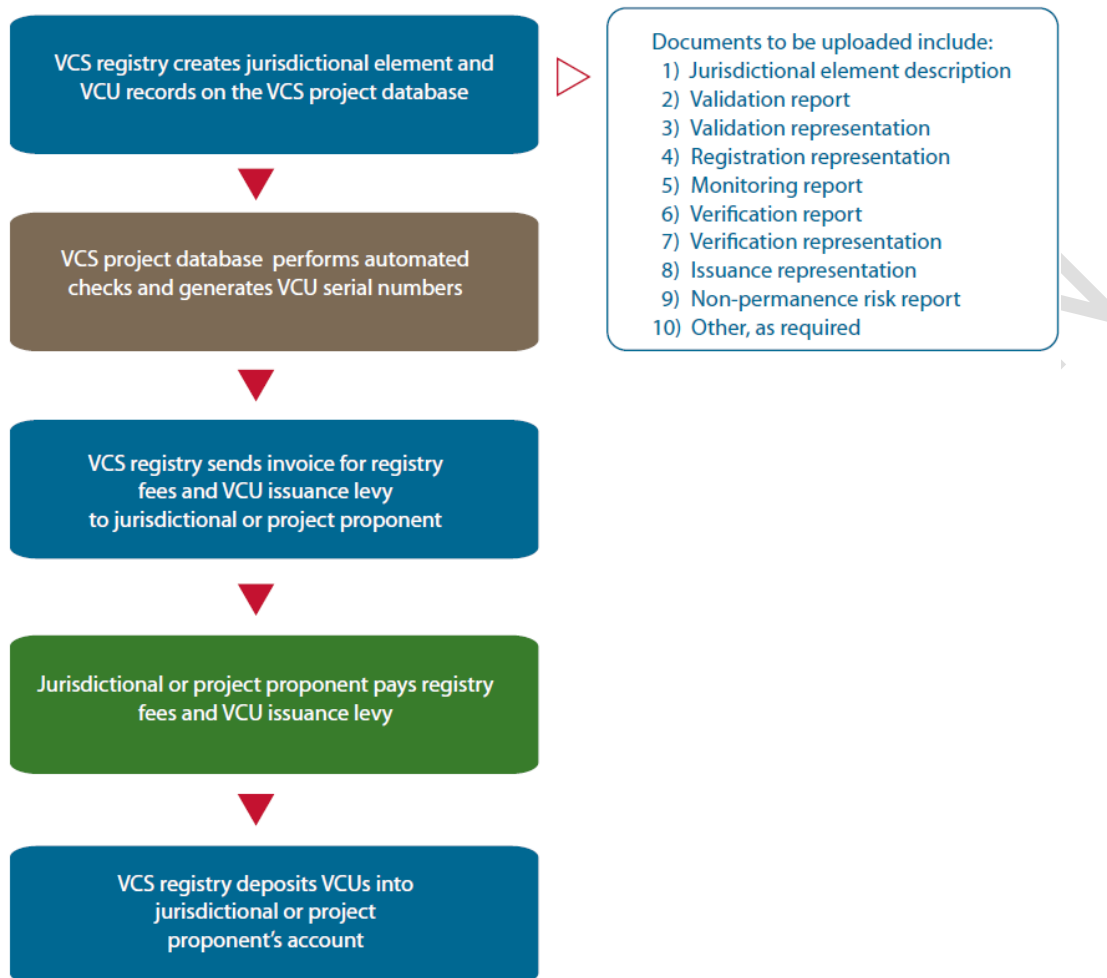 VCS registry creates jurisdictional element and
VCU records on the VCS project database
Documents to be uploaded include:
1) Jurisdictional element description
2) Validation report
3) Validation representation
4) Registration representation
5) Monitoring report
6) Verification report
7) Verification representation
8) Issuance representation
9) Non-permanence risk report
10) Other, as required
VCS project database performs automated
checks and generates VCU serial numbers
VCS registry sends invoice for registry
fees and VCU issuance levy
to jurisdictional or project proponent
Jurisdictional or project proponent pays registry
fees and VCU issuance levy
VCS registry deposits VCUs into
jurisdictional or project
proponent's account